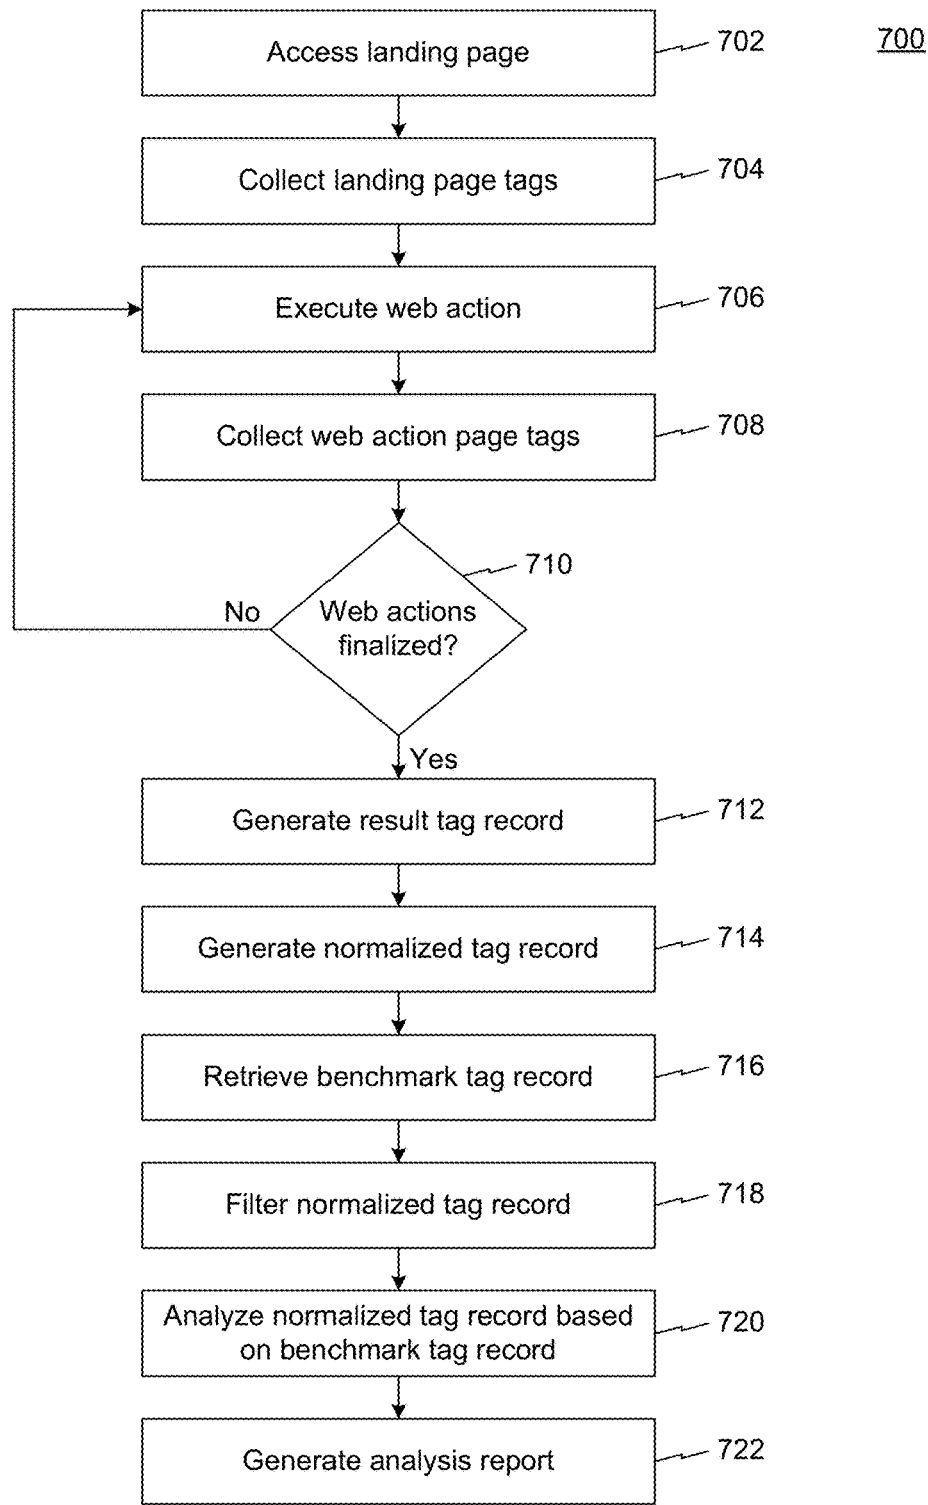 Access landing page
702
700
Collect landing page tags
704
Execute web action
706
Collect web action page tags
708
710
Web actions
finalized?
No
Yes
Generate result tag record
712
Generate normalized tag record
714
Retrieve benchmark tag record
716
Filter normalized tag record
718
Analyze normalized tag record based
on benchmark tag record
720
Generate analysis report
722